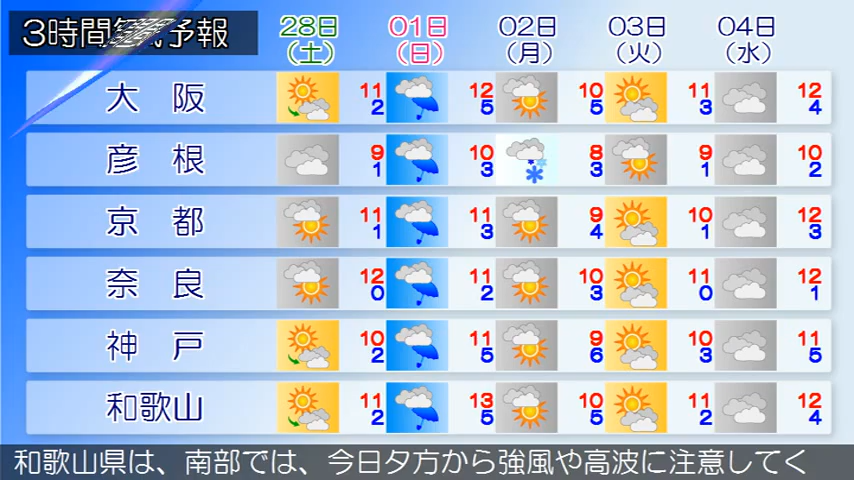 3時間 予報
28日 01日 02日 03日 04日
(土) (日) (月) (火) (水)
大阪 11 2 12 5 10 5 11 3 12 4
彦根 9 1 10 3 8 3 9 1 10 2
京都 11 1 11 3 9 4 10 1 12 3
奈良 12 0 11 2 10 3 11 0 12 1
神戸 10 2 11 5 9 6 10 3 11 5
和歌山 11 2 13 5 10 5 11 2 12 4
和歌山県は、南部では、今日夕方から強風や高波に注意してく